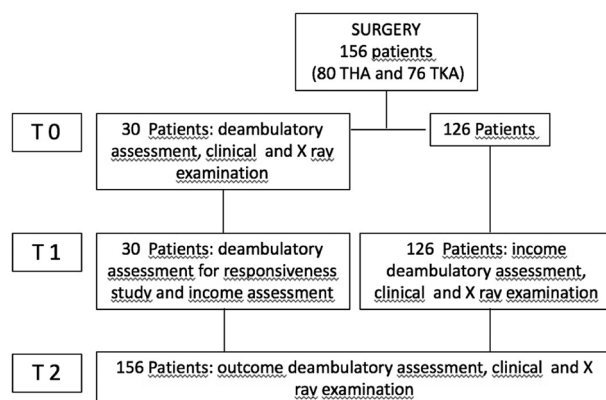 SURGERY
156 patients
(80 THA and 76 TKA)
T 0
30 Patients: deambulatory
assessment, clinical and X ray
examination
126 Patients
T 1
30 Patients: deambulatory
assessment for responsiveness
study and income assessment
126 Patients: income
deambulatory assessment,
clinical and X ray examination
T 2
156 Patients: outcome deambulatory assessment, clinical and X
ray examination